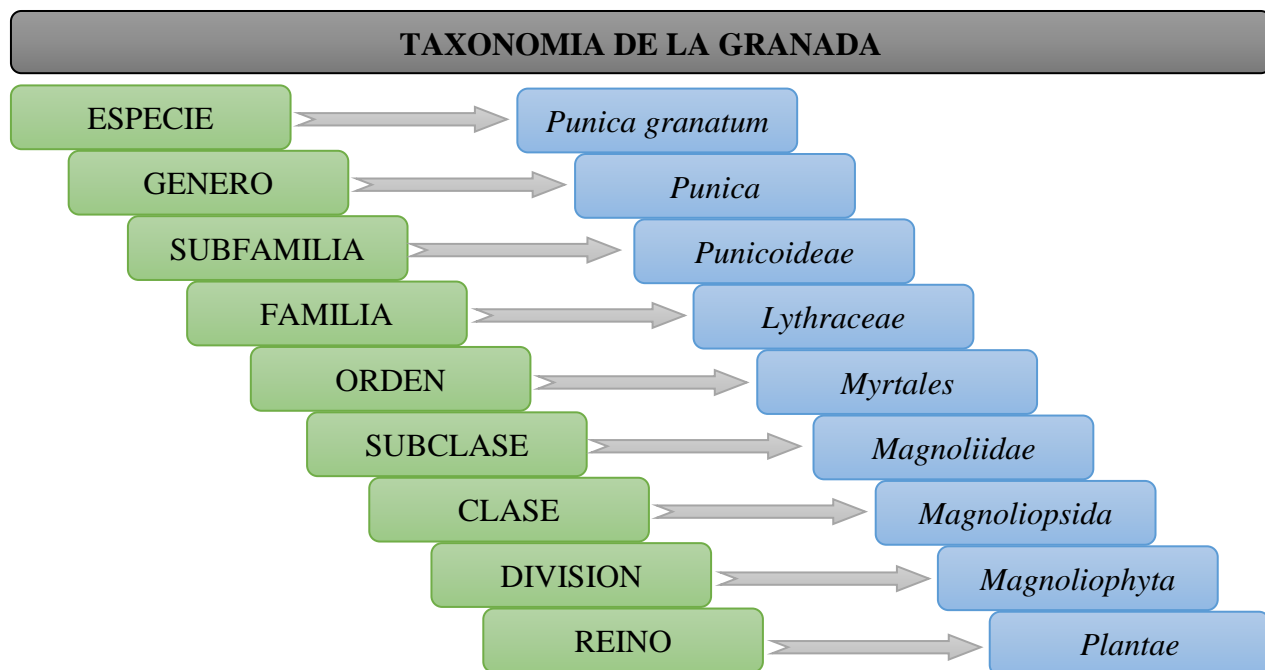 TAXONOMIA DE LA GRANADA
ESPECIE Punica granatum
GENERO Punica
SUBFAMILIA Punicoideae
FAMILIA Lythraceae
ORDEN Myrtales
SUBCLASE Magnoliidae
CLASE Magnoliopsida
DIVISION Magnoliophyta
REINO Plantae